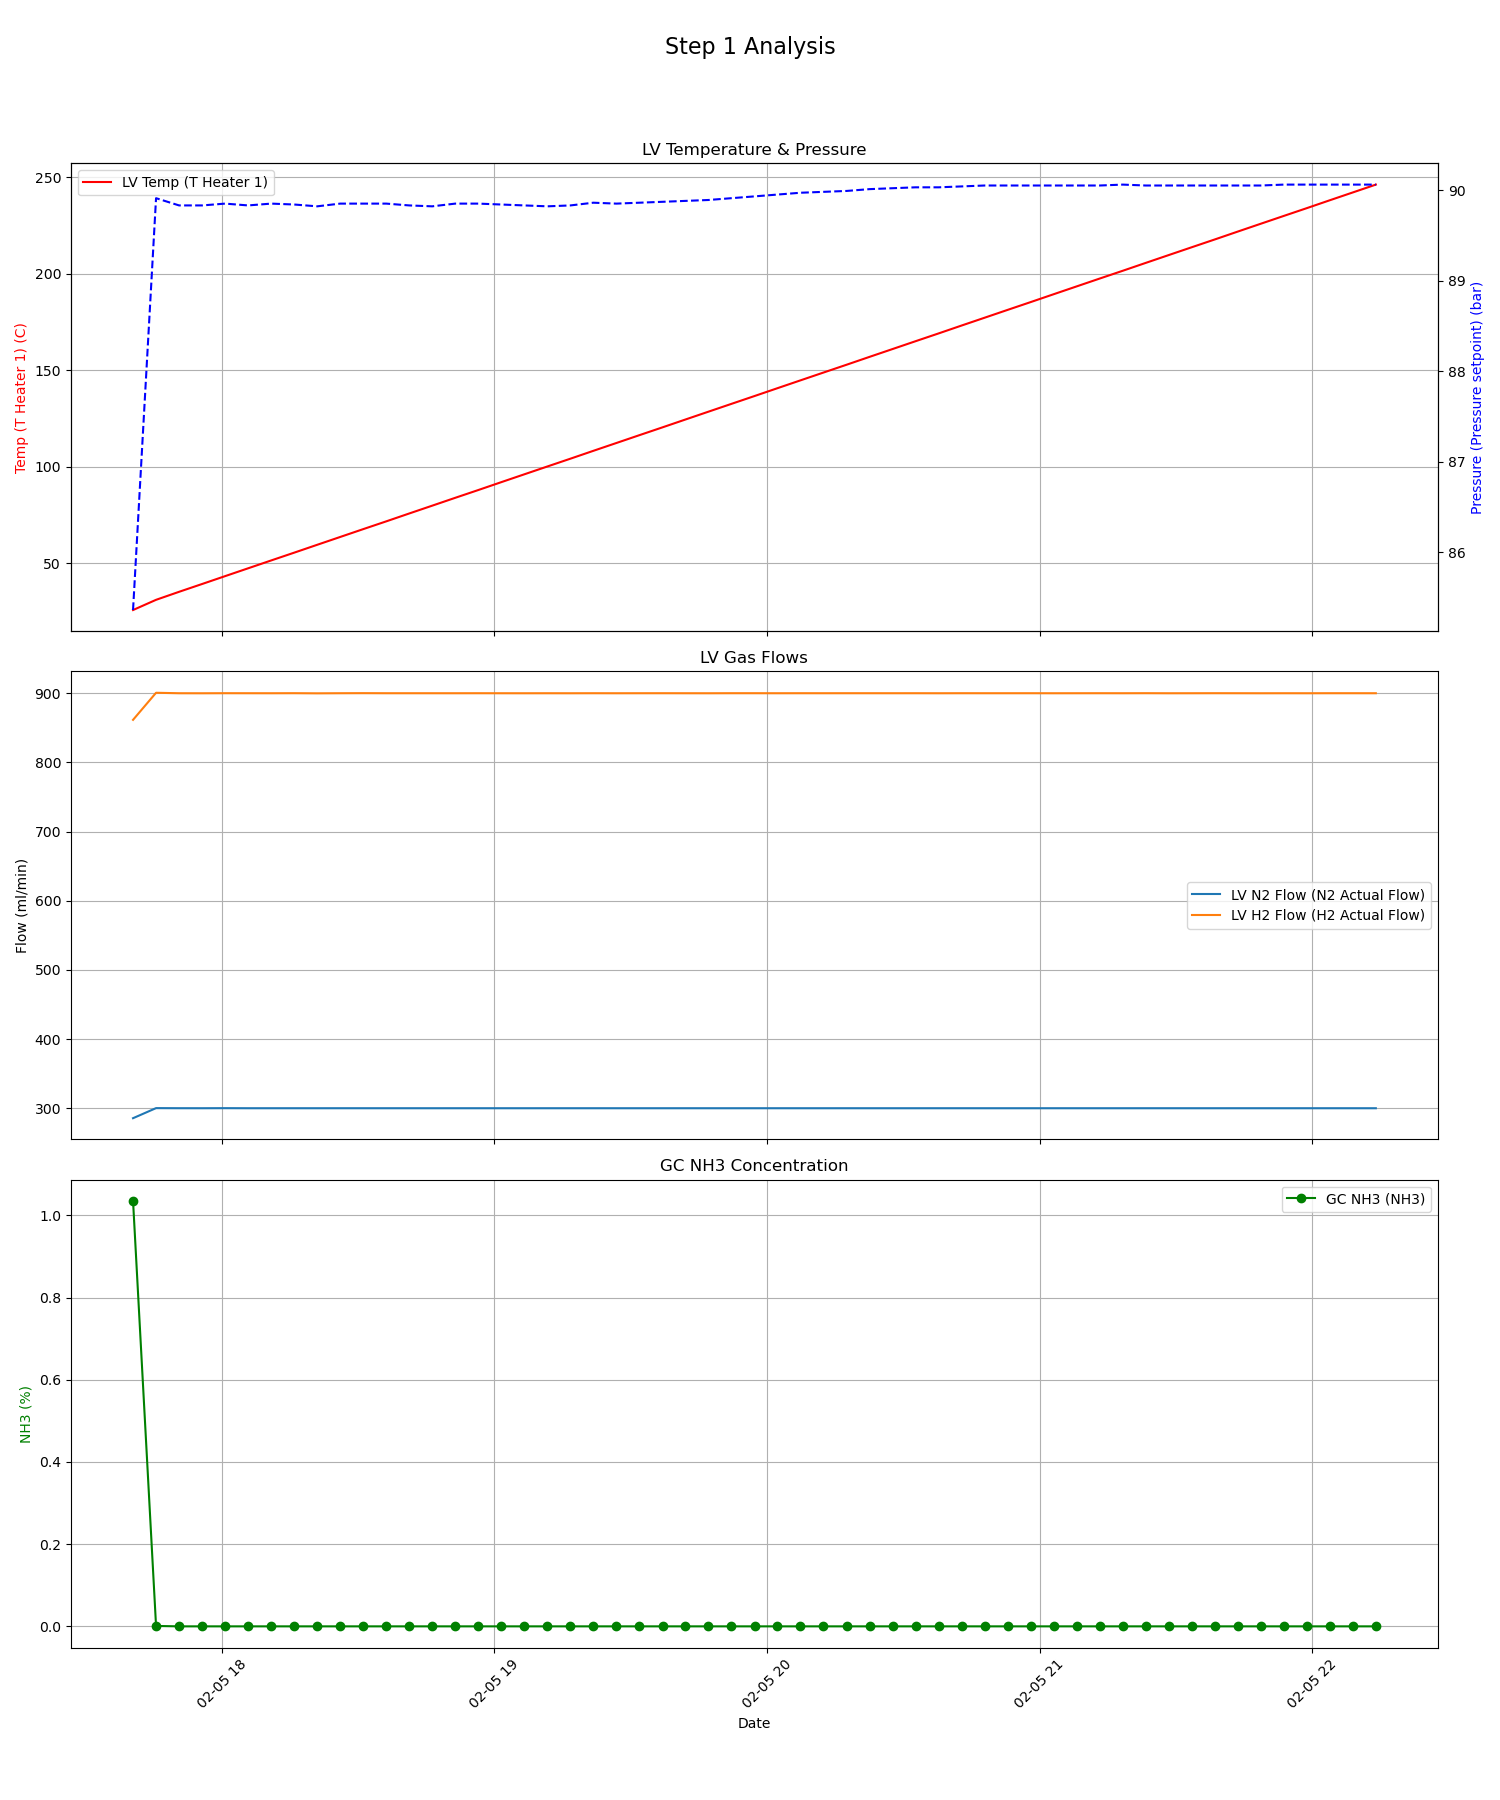 Step 1 Analysis
LV Temperature & Pressure
LV Temp (T Heater 1)
250
200
150
100
50
Temp (T Heater 1) (C)
90
89
88
87
86
Pressure (Pressure setpoint) (bar)
LV Gas Flows
900
800
700
600
500
400
300
Flow (ml/min)
LV N2 Flow (N2 Actual Flow)
LV H2 Flow (H2 Actual Flow)
GC NH3 Concentration
GC NH3 (NH3)
1.0
0.8
0.6
0.4
0.2
0.0
NH3 (%)
02-05 18
02-05 19
02-05 20
02-05 21
02-05 22
Date